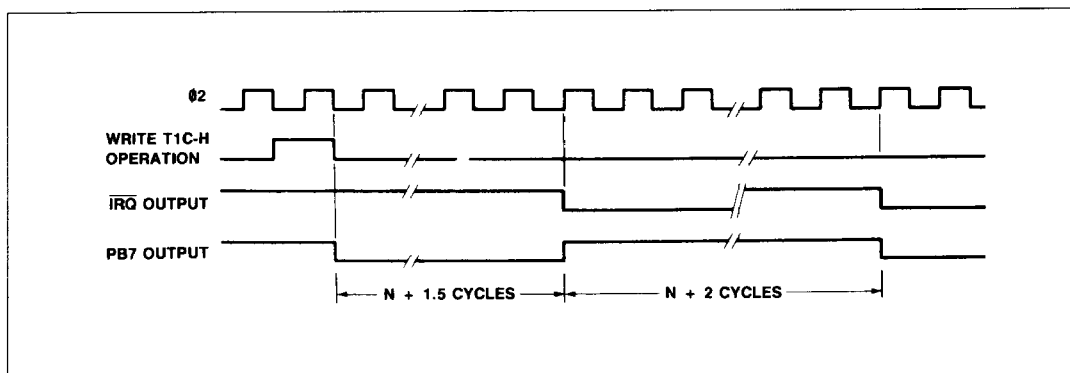 Φ2
WRITE T1C-H
OPERATION
IRQ OUTPUT
PB7 OUTPUT
N + 1.5 CYCLES
N + 2 CYCLES